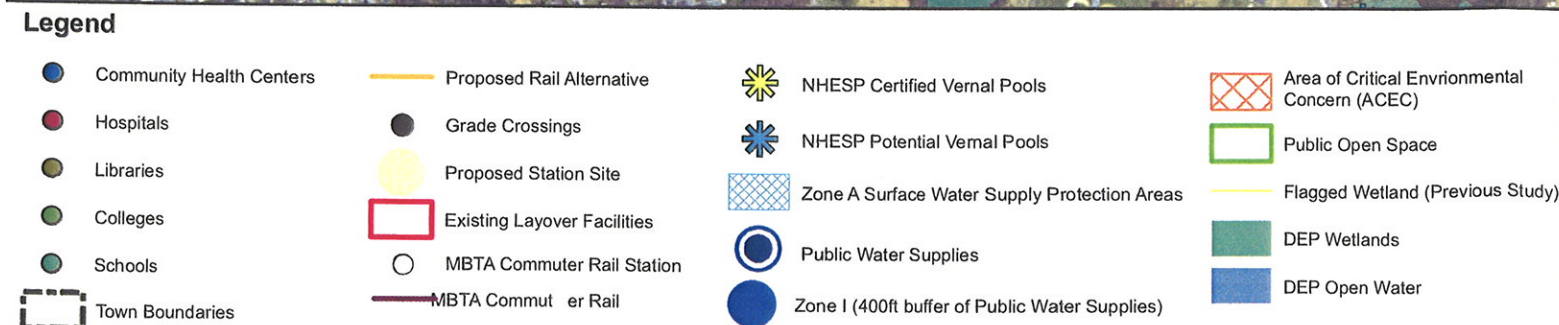 Legend
Community Health Centers
Hospitals
Libraries
Colleges
Schools
Town Boundaries
Proposed Rail Alternative
Grade Crossings
Proposed Station Site
Existing Layover Facilities
MBTA Commuter Rail Station
MBTA Commut er Rail
NHESP Certified Vernal Pools
NHESP Potential Vernal Pools
Zone A Surface Water Supply Protection Areas
Public Water Supplies
Zone I (400ft buffer of Public Water Supplies)
Area of Critical Envrionmental
Concern (ACEC)
Public Open Space
Flagged Wetland (Previous Study)
DEP Wetlands
DEP Open Water